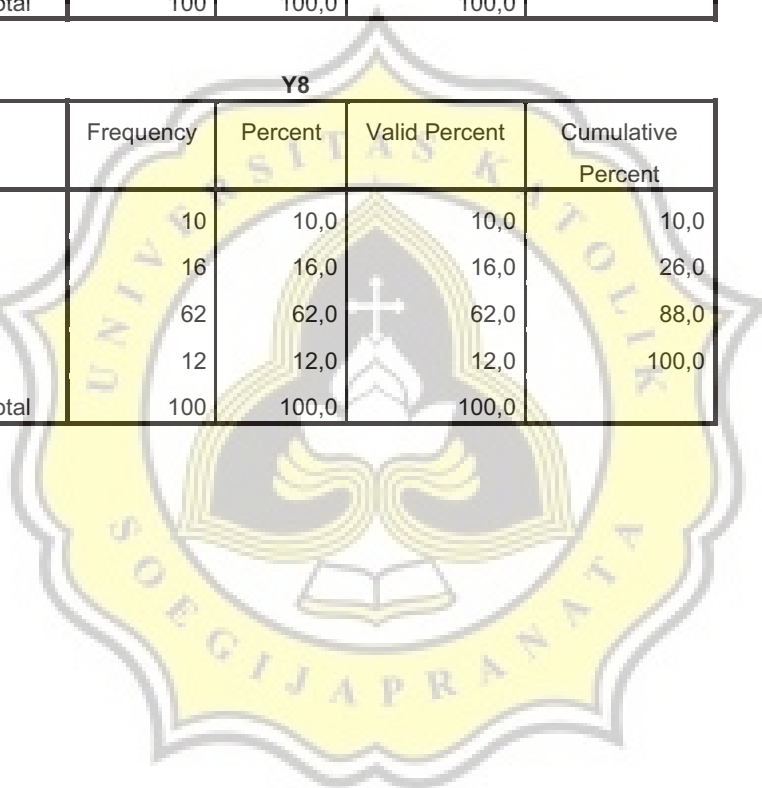 otal 100 100,0 100,0
Y8
Frequency Percent Valid Percent Cumulative
Percent
10 10,0 10,0 10,0
16 16,0 16,0 26,0
62 62,0 62,0 88,0
12 12,0 12,0 100,0
otal 100 100,0 100,0
UNIVERSITAS KATOLIK
SOEGIJAPRANATA